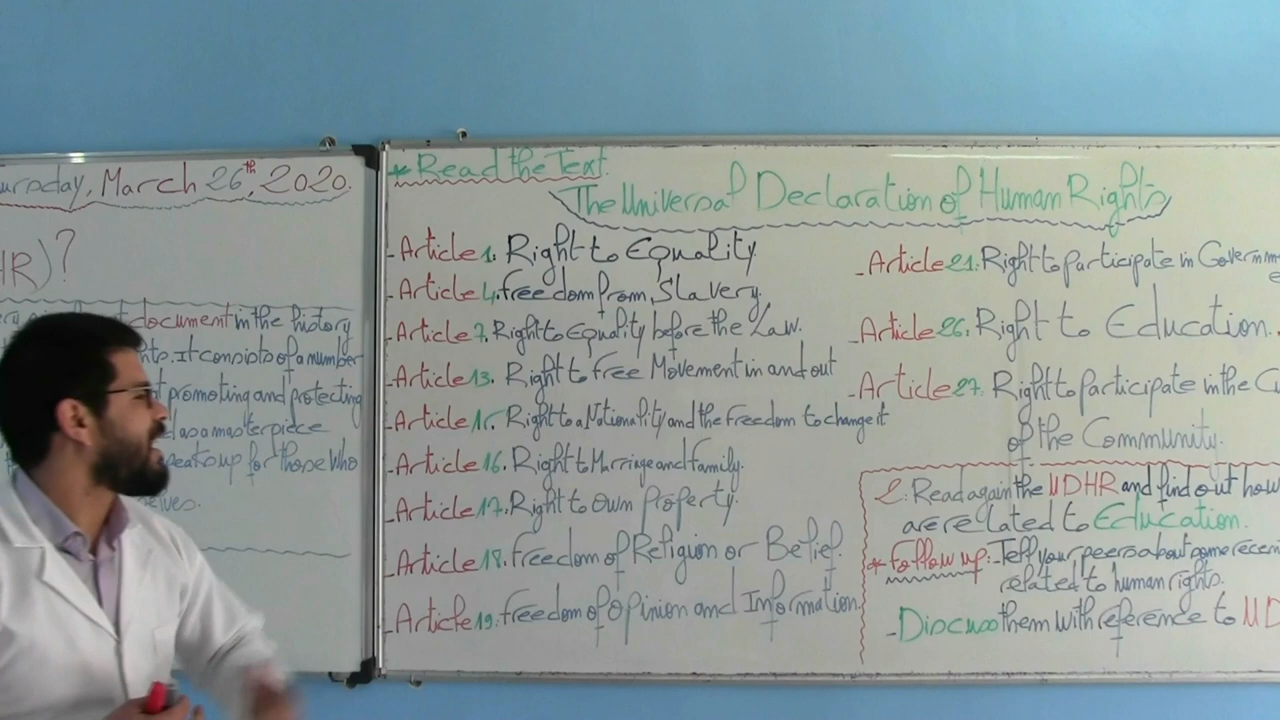 March 26th, 2020.
HR)?
document in the history
It consists of a number
promoting and protecting
as a masterpiece
up for those who
* Read the Text.
The Universal Declaration of Human Rights
- Article 1. Right to Equality
- Article 4. freedom from Slavery.
- Article 7. Right to Equality before the Law.
- Article 13. Right to free Movement in and out
- Article 15. Right to a Nationality and the freedom to change it
- Article 16. Right to Marriage and family.
- Article 17. Right to Own Property.
- Article 18. freedom of Religion or Belief.
- Article 19. freedom of Opinion and Information
- Article 21. Right to participate in
- Article 26. Right to Education.
- Article 27. Right to participate in the
of the Community.
2. Read again the UDHR and find out how
are related to Education.
* follow up: - Tell your peers about some
related to human rights.
- Discuss them with reference to